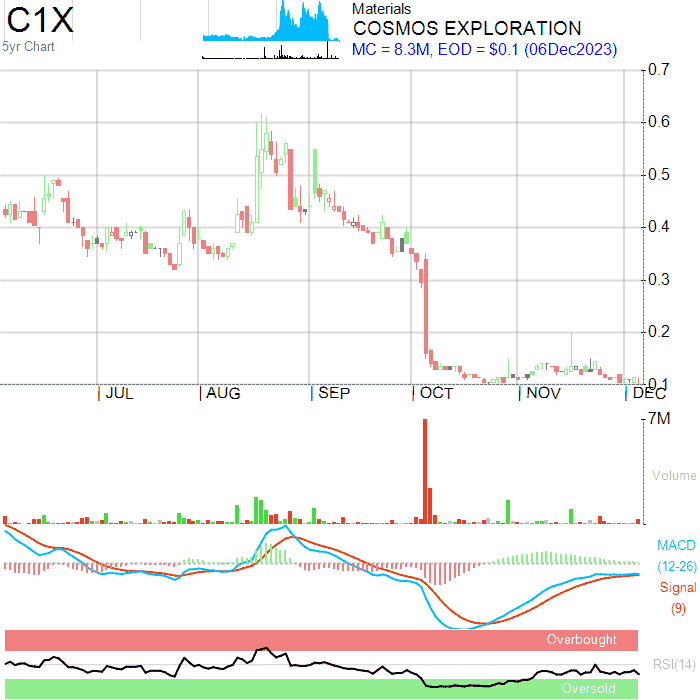 C1X
5yr Chart
Materials
COSMOS EXPLORATION
MC = 8.3M, EOD = $0.1 (06Dec2023)
0.7
0.6
0.5
0.4
0.3
0.2
0.1
JUL AUG SEP OCT NOV DEC
7M
Volume
MACD
(12-26)
Signal
(9)
Overbought
RSI(14)
Oversold